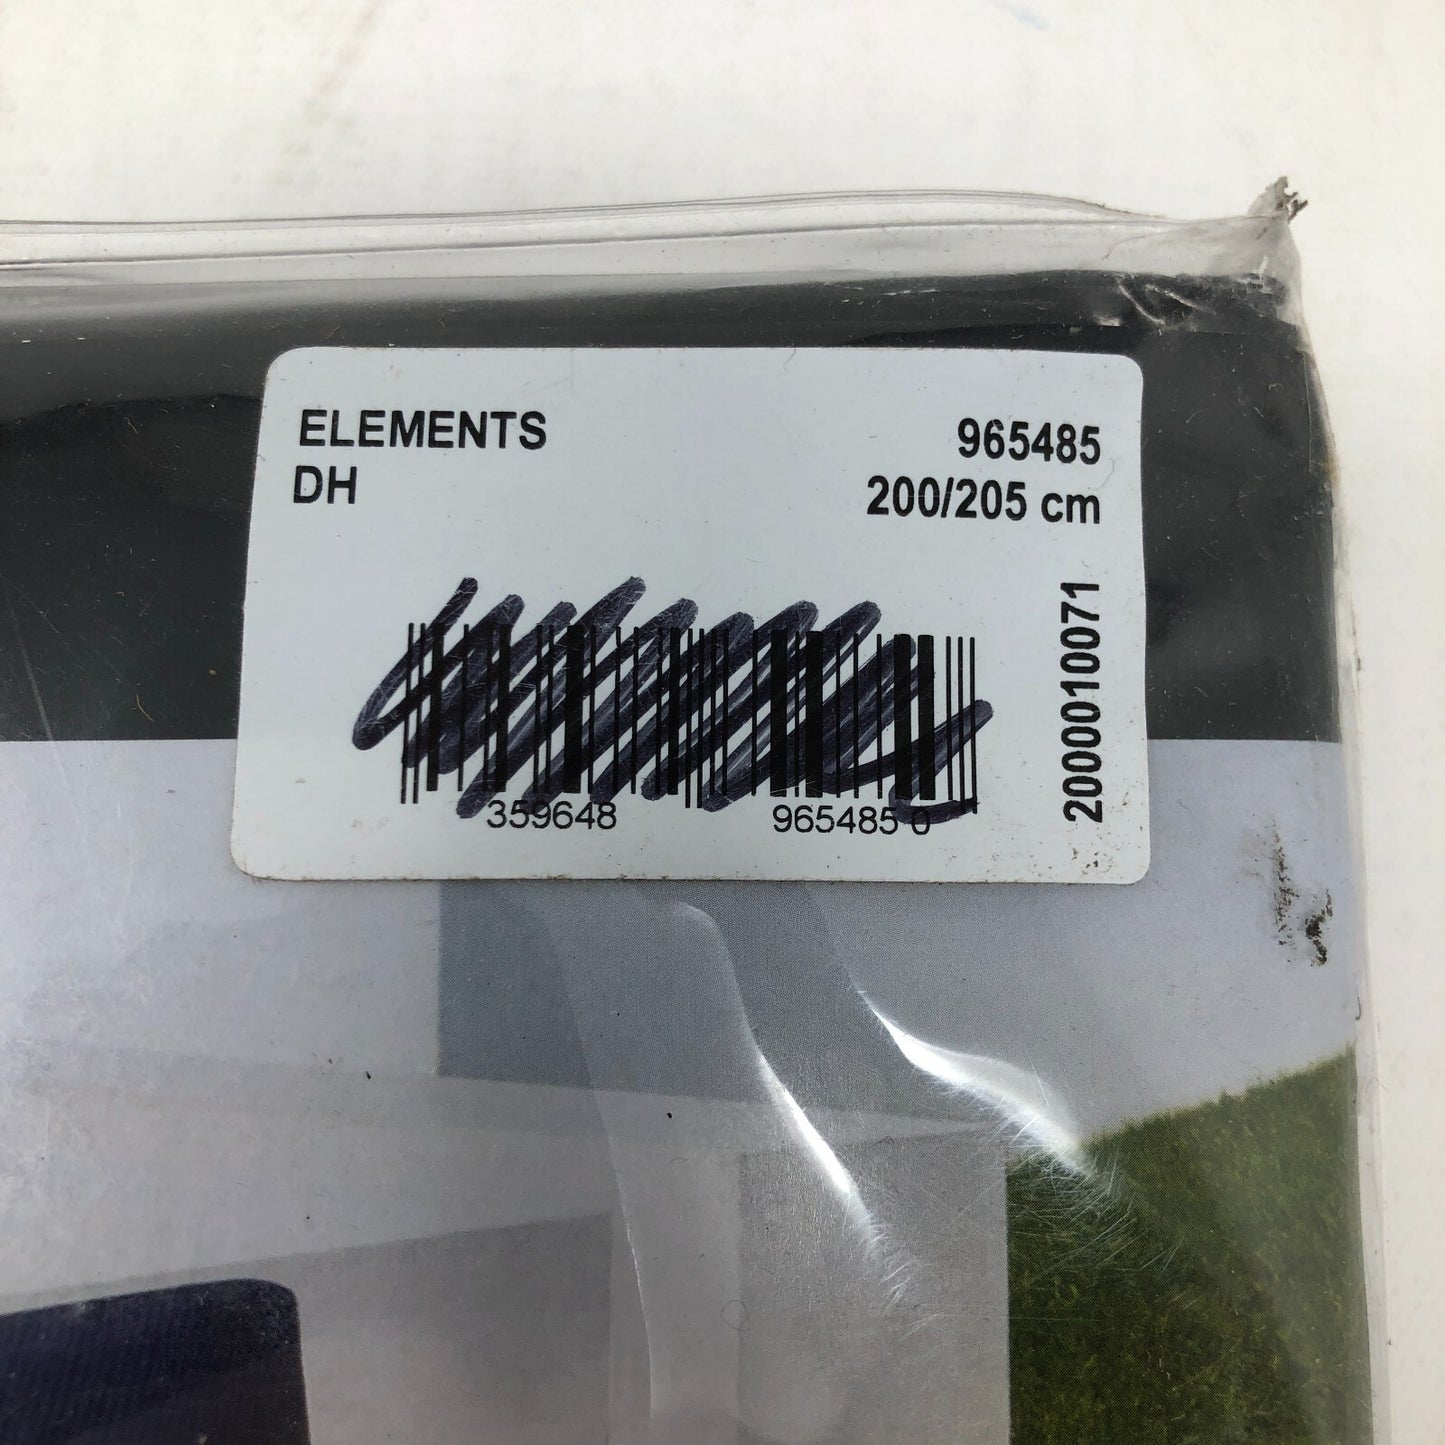 ELEMENTS
DH
965485
200/205 cm
2000010071
359648 965485 0